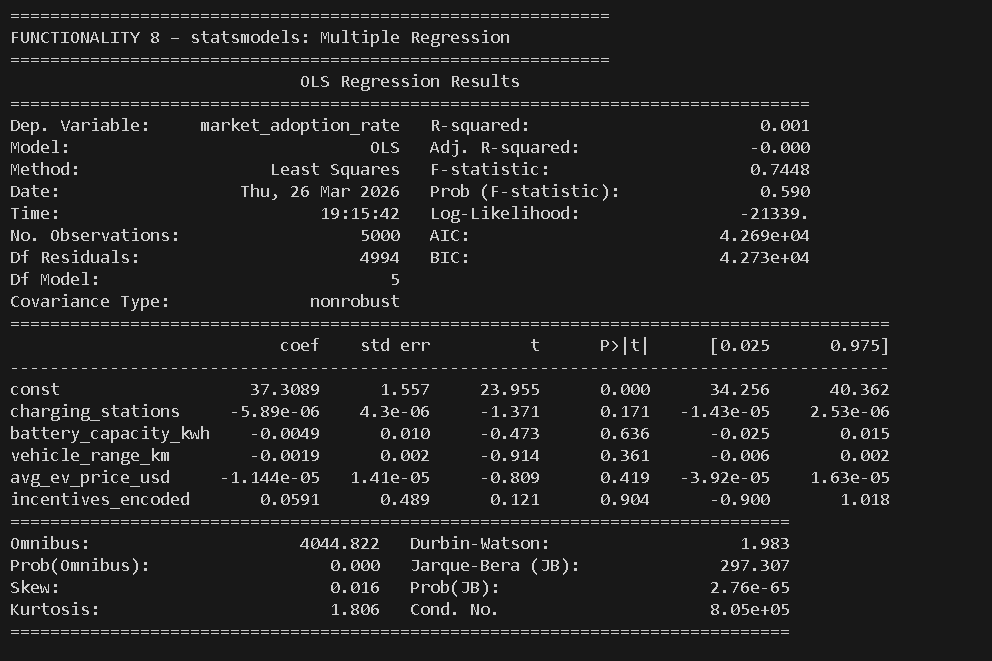 ============================================================
FUNCTIONALITY 8 – statsmodels: Multiple Regression
============================================================
                             OLS Regression Results
================================================================================
Dep. Variable:     market_adoption_rate   R-squared:                       0.001
Model:                              OLS   Adj. R-squared:                 -0.000
Method:                   Least Squares   F-statistic:                    0.7448
Date:                  Thu, 26 Mar 2026   Prob (F-statistic):              0.590
Time:                          19:15:42   Log-Likelihood:                -21339.
No. Observations:                  5000   AIC:                         4.269e+04
Df Residuals:                      4994   BIC:                         4.273e+04
Df Model:                             5
Covariance Type:              nonrobust
========================================================================================
                           coef    std err          t      P>|t|      [0.025      0.975]
----------------------------------------------------------------------------------------
const                   37.3089      1.557     23.955      0.000      34.256      40.362
charging_stations     -5.89e-06    4.3e-06     -1.371      0.171   -1.43e-05    2.53e-06
battery_capacity_kwh    -0.0049      0.010     -0.473      0.636      -0.025       0.015
vehicle_range_km        -0.0019      0.002     -0.914      0.361      -0.006       0.002
avg_ev_price_usd     -1.144e-05   1.41e-05     -0.809      0.419   -3.92e-05    1.63e-05
incentives_encoded       0.0591      0.489      0.121      0.904      -0.900       1.018
==============================================================================
Omnibus:                     4044.822   Durbin-Watson:                   1.983
Prob(Omnibus):                  0.000   Jarque-Bera (JB):              297.307
Skew:                           0.016   Prob(JB):                     2.76e-65
Kurtosis:                       1.806   Cond. No.                     8.05e+05
==============================================================================